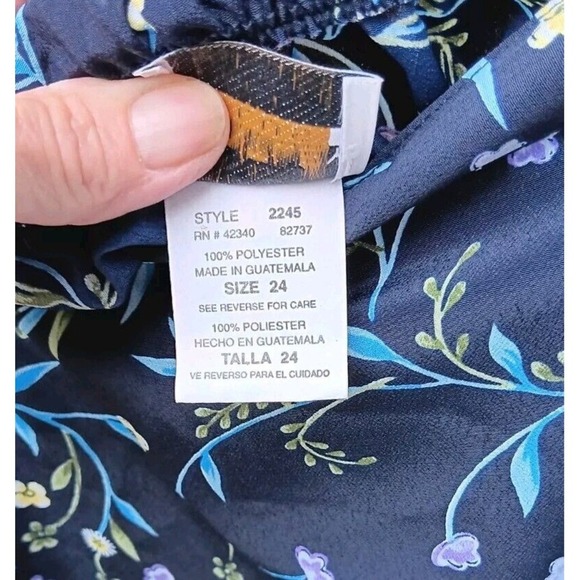 STYLE 2245
RN # 42340 82737
100% POLYESTER
MADE IN GUATEMALA
SIZE 24
SEE REVERSE FOR CARE
100% POLIESTER
HECHO EN GUATEMALA
TALLA 24
VE REVERSO PARA EL CUIDADO